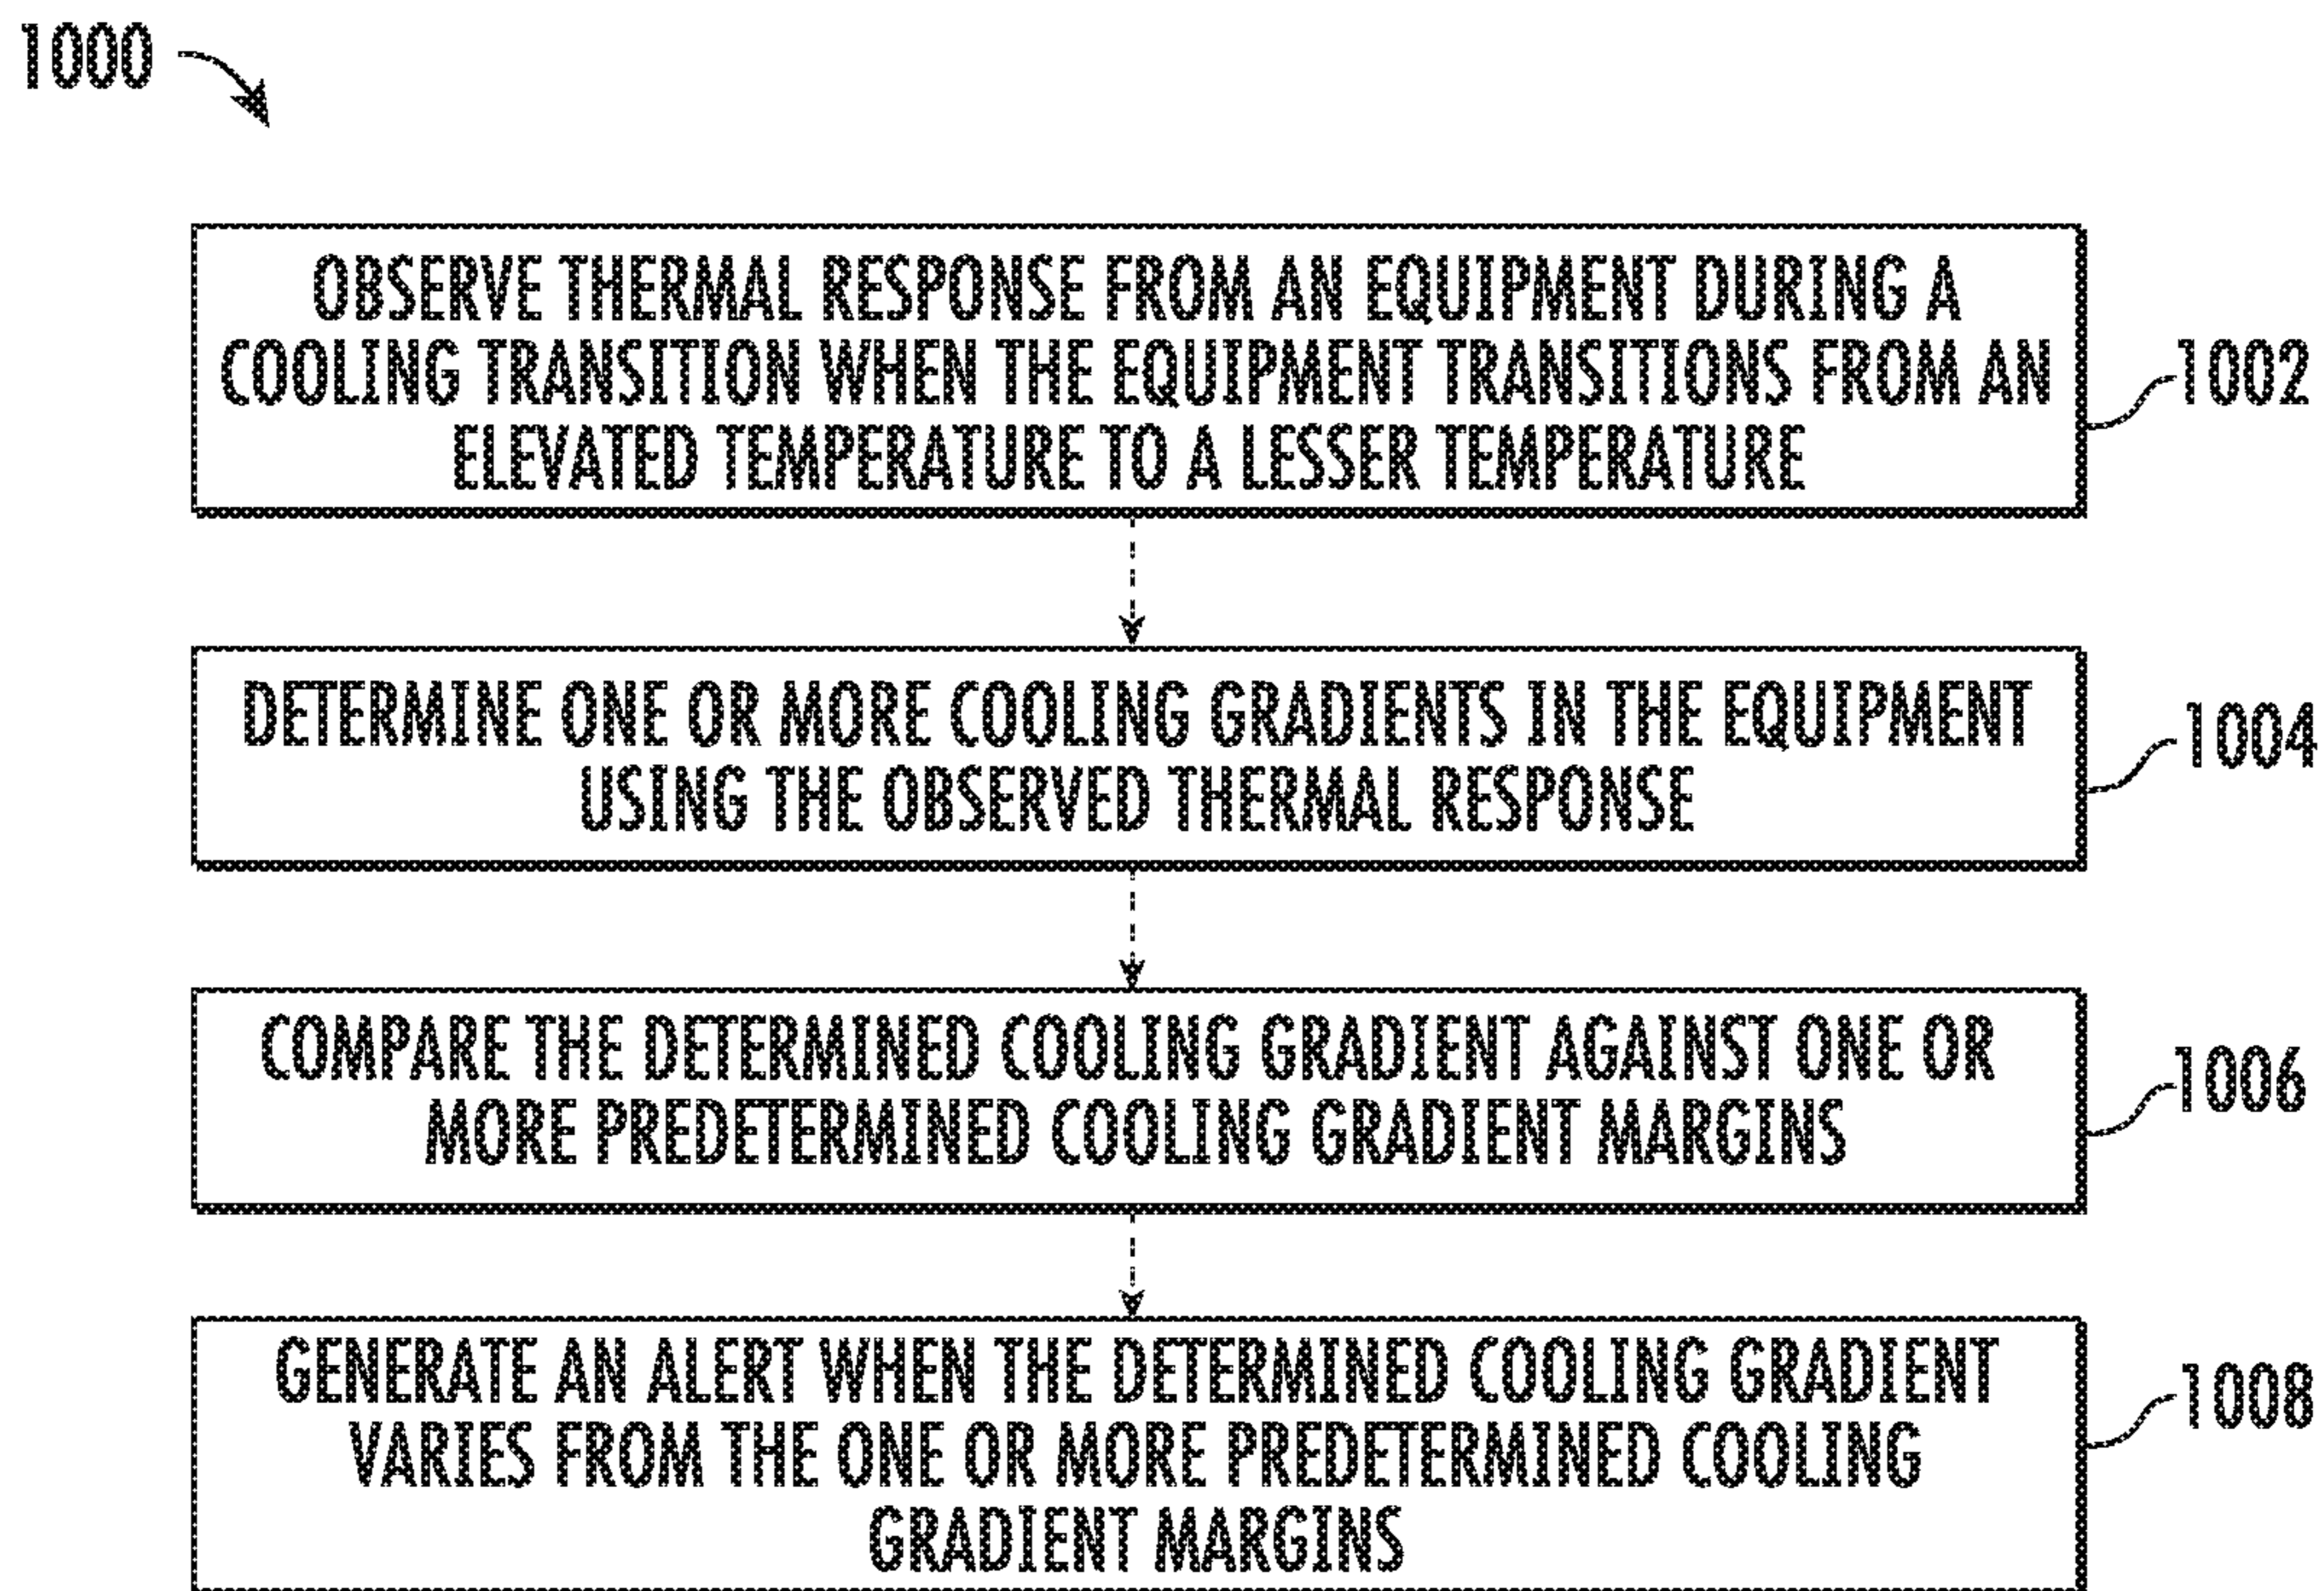 1000
OBSERVE THERMAL RESPONSE FROM AN EQUIPMENT DURING A
COOLING TRANSITION WHEN THE EQUIPMENT TRANSITIONS FROM AN
ELEVATED TEMPERATURE TO A LESSER TEMPERATURE
1002
DETERMINE ONE OR MORE COOLING GRADIENTS IN THE EQUIPMENT
USING THE OBSERVED THERMAL RESPONSE
1004
COMPARE THE DETERMINED COOLING GRADIENT AGAINST ONE OR
MORE PREDETERMINED COOLING GRADIENT MARGINS
1006
GENERATE AN ALERT WHEN THE DETERMINED COOLING GRADIENT
VARIES FROM THE ONE OR MORE PREDETERMINED COOLING
GRADIENT MARGINS
1008